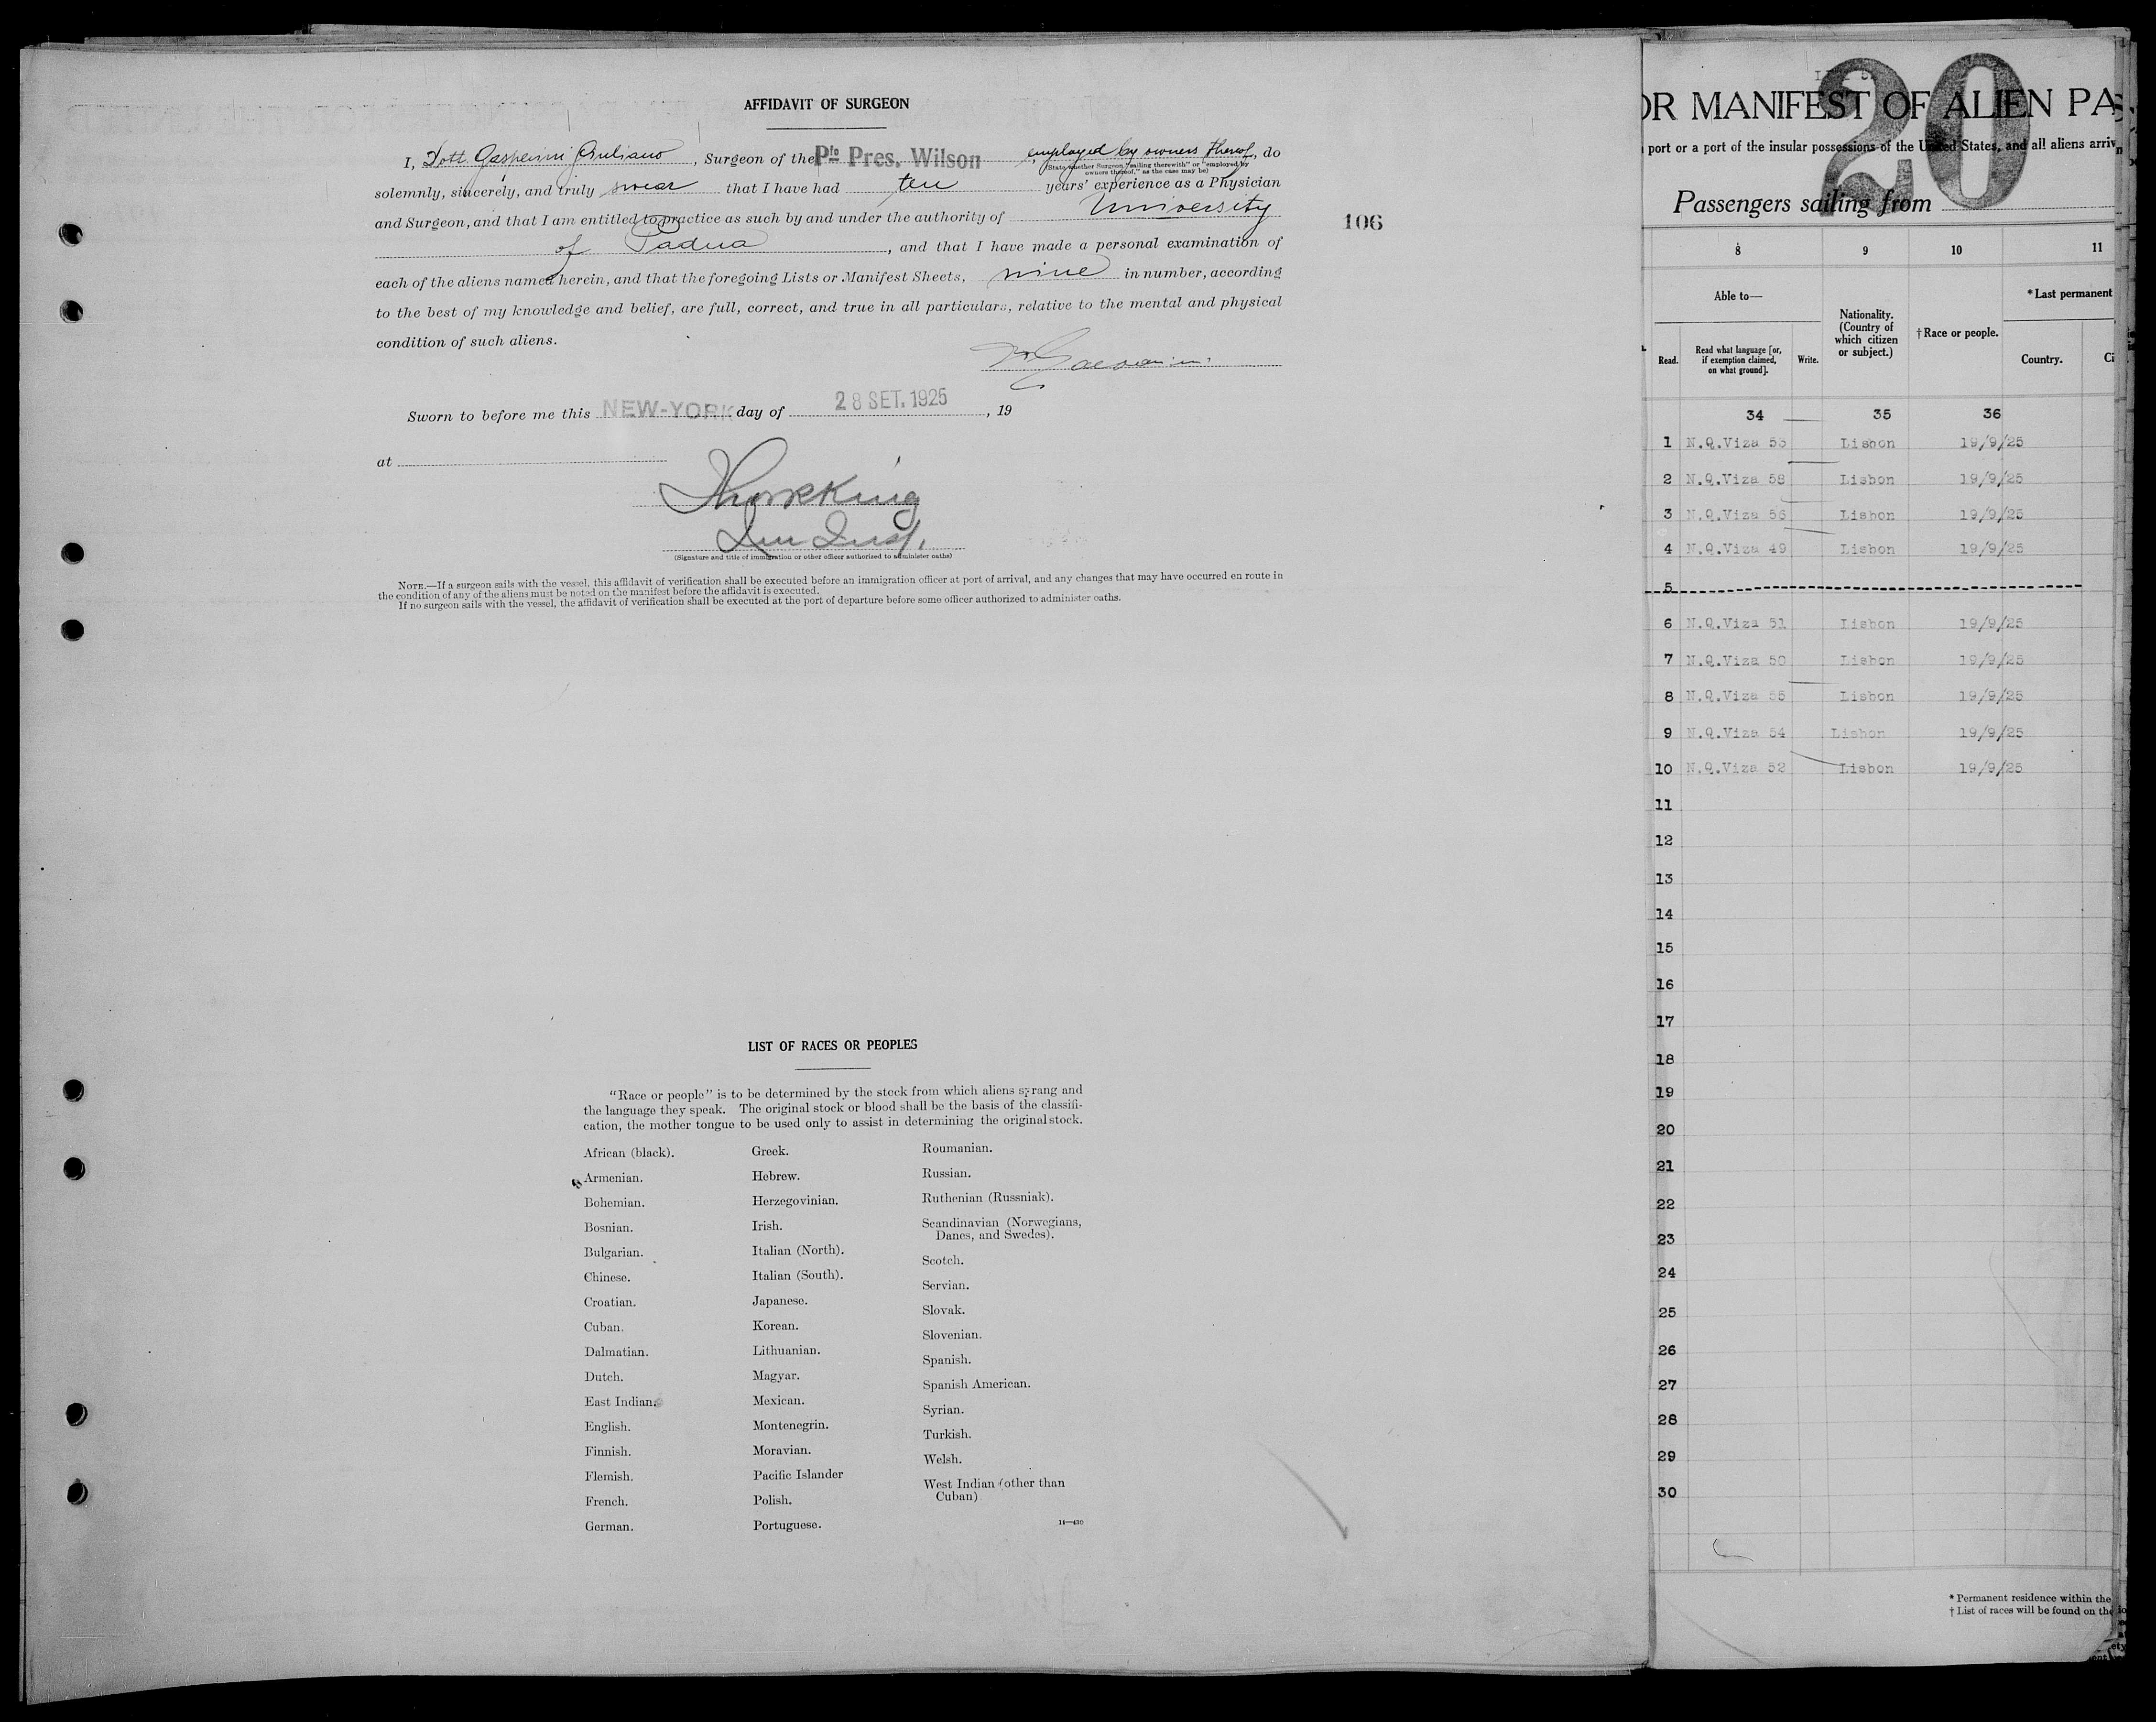 AFFIDAVIT OF SURGEON
I, Dott. Gasperini Giuliano, Surgeon of the Pfo Pres. Wilson, employed by owners thereof, do
(State whether Surgeon "sailing therewith" or "employed by
owners thereof," as the case may be)
solemnly, sincerely, and truly swear that I have had ten years' experience as a Physician
and Surgeon, and that I am entitled to practice as such by and under the authority of University
of Padua, and that I have made a personal examination of
106
each of the aliens named herein, and that the foregoing Lists or Manifest Sheets, nine in number, according
to the best of my knowledge and belief, are full, correct, and true in all particulars, relative to the mental and physical
condition of such aliens.
Sworn to before me this NEW-YORK day of 28 SET. 1925, 19
at
King
Imm Insp.
(Signature and title of immigration or other officer authorized to administer oaths)
NOTE.—If a surgeon sails with the vessel, this affidavit of verification shall be executed before an immigration officer at port of arrival, and any changes that may have occurred en route in
the condition of any of the aliens must be noted on the manifest before the affidavit is executed.
If no surgeon sails with the vessel, the affidavit of verification shall be executed at the port of departure before some officer authorized to administer oaths.
LIST OF RACES OR PEOPLES
"Race or people" is to be determined by the stock from which aliens sprang and
the language they speak. The original stock or blood shall be the basis of the classifi-
cation, the mother tongue to be used only to assist in determining the original stock.
African (black).
Armenian.
Bohemian.
Bosnian.
Bulgarian.
Chinese.
Croatian.
Cuban.
Dalmatian.
Dutch.
East Indian.
English.
Finnish.
Flemish.
French.
German.
Greek.
Hebrew.
Herzegovinian.
Irish.
Italian (North).
Italian (South).
Japanese.
Korean.
Lithuanian.
Magyar.
Mexican.
Montenegrin.
Moravian.
Pacific Islander
Polish.
Portuguese.
Roumanian.
Russian.
Ruthenian (Russniak).
Scandinavian (Norwegians,
Danes, and Swedes).
Scotch.
Servian.
Slovak.
Slovenian.
Spanish.
Spanish American.
Syrian.
Turkish.
Welsh.
West Indian (other than
Cuban)
14—430
20
OR MANIFEST OF ALIEN PAS
port or a part of the insular possessions of the United States, and all aliens arriv
Passengers sailing from
8 9 10 11
Able to—
Read.
Read what language [or,
if exemption claimed,
on what ground].
Write.
Nationality.
(Country of
which citizen
or subject.)
†Race or people.
*Last permanent
Country.
Ci
34 35 36
1 N.Q.Viza 53 Lisbon 19/9/25
2 N.Q.Viza 58 Lisbon 19/9/25
3 N.Q.Viza 56 Lisbon 19/9/25
4 N.Q.Viza 49 Lisbon 19/9/25
5
6 N.Q.Viza 51 Lisbon 19/9/25
7 N.Q.Viza 50 Lisbon 19/9/25
8 N.Q.Viza 55 Lisbon 19/9/25
9 N.Q.Viza 54 Lisbon 19/9/25
10 N.Q.Viza 52 Lisbon 19/9/25
11
12
13
14
15
16
17
18
19
20
21
22
23
24
25
26
27
28
29
30
* Permanent residence within the
† List of races will be found on the